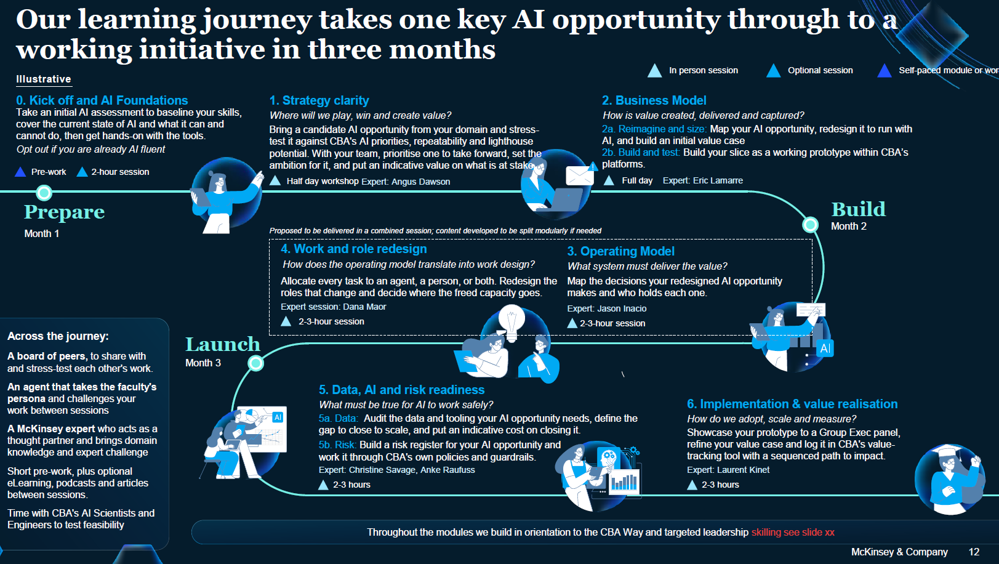 Our learning journey takes one key AI opportunity through to a
working initiative in three months
Illustrative
In person session
Optional session
Self-paced module or wor
0. Kick off and AI Foundations
Take an initial AI assessment to baseline your skills,
cover the current state of AI and what it can and
cannot do, then get hands-on with the tools.
Opt out if you are already AI fluent
Pre-work
2-hour session
1. Strategy clarity
Where will we play, win and create value?
Bring a candidate AI opportunity from your domain and stress-
test it against CBA's AI priorities, repeatability and lighthouse
potential. With your team, prioritise one to take forward, set the
ambition for it, and put an indicative value on what is at stake.
Half day workshop Expert: Angus Dawson
2. Business Model
How is value created, delivered and captured?
2a. Reimagine and size: Map your AI opportunity, redesign it to run with
AI, and build an initial value case
2b. Build and test: Build your slice as a working prototype within CBA's
platforms.
Full day Expert: Eric Lamarre
Prepare
Month 1
Build
Month 2
Proposed to be delivered in a combined session; content developed to be split modularly if needed
3. Operating Model
What system must deliver the value?
Map the decisions your redesigned AI opportunity
makes and who holds each one.
Expert: Jason Inacio
2-3-hour session
AI
4. Work and role redesign
How does the operating model translate into work design?
Allocate every task to an agent, a person, or both. Redesign the
roles that change and decide where the freed capacity goes.
Expert session: Dana Maor
2-3-hour session
Launch
Month 3
AI
5. Data, AI and risk readiness
What must be true for AI to work safely?
5a. Data: Audit the data and tooling your AI opportunity needs, define the
gap to close to scale, and put an indicative cost on closing it.
5b. Risk: Build a risk register for your AI opportunity and
work it through CBA's own policies and guardrails.
Expert: Christine Savage, Anke Raufuss
2-3 hours
6. Implementation & value realisation
How do we adopt, scale and measure?
Showcase your prototype to a Group Exec panel,
refine your value case and log it in CBA's value-
tracking tool with a sequenced path to impact.
Expert: Laurent Kinet
2-3 hours
Across the journey:
A board of peers, to share with
and stress-test each other's work.
An agent that takes the faculty's
persona and challenges your
work between sessions
A McKinsey expert who acts as a
thought partner and brings domain
knowledge and expert challenge
Short pre-work, plus optional
eLearning, podcasts and articles
between sessions.
Time with CBA's AI Scientists and
Engineers to test feasibility
Throughout the modules we build in orientation to the CBA Way and targeted leadership skilling see slide xx
McKinsey & Company 12